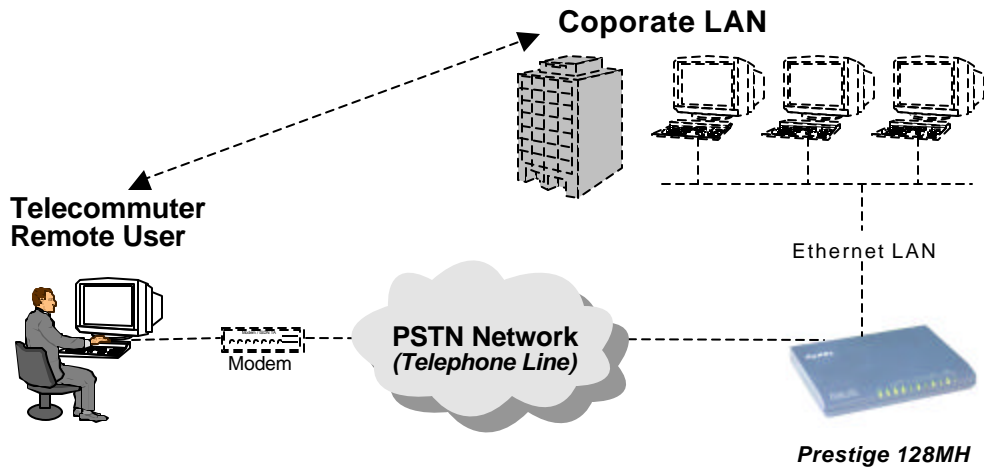 Coporate LAN
Telecommuter
Remote User
Ethernet LAN
PSTN Network
(Telephone Line)
Modem
Prestige 128MH